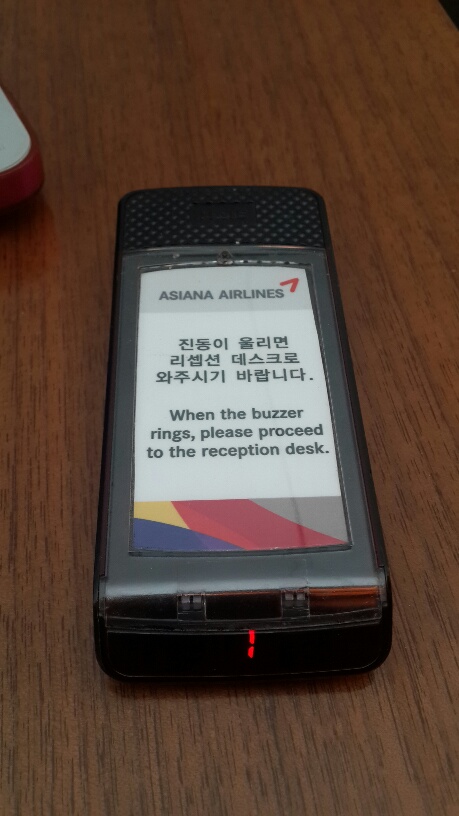 ASIANA AIRLINES
진동이 울리면
리셉션 데스크로
와주시기 바랍니다.
When the buzzer
rings, please proceed
to the reception desk.
1